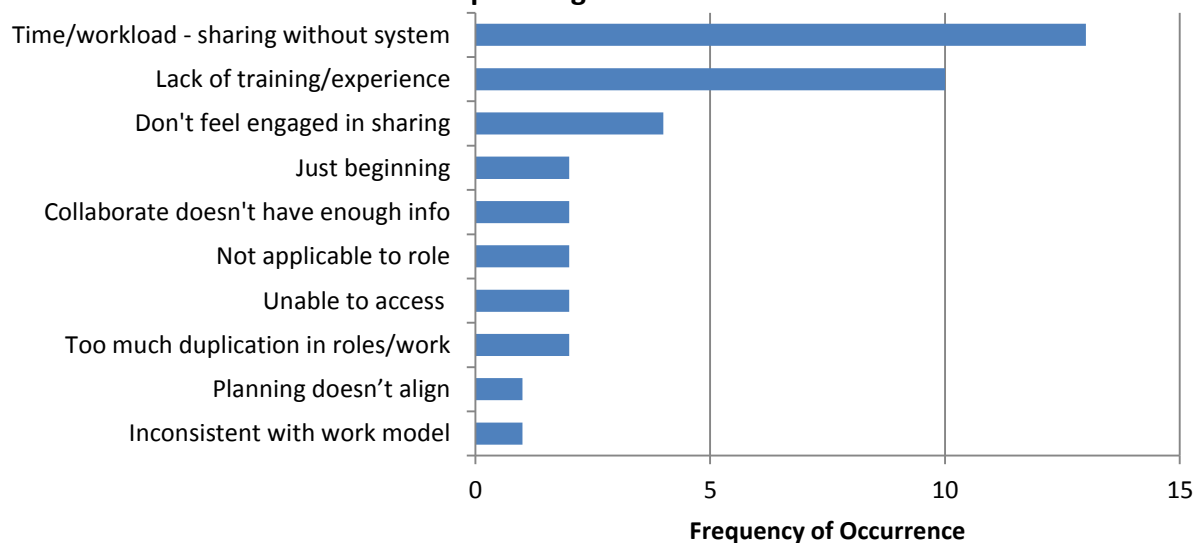 Time/workload - sharing without system
Lack of training/experience
Don't feel engaged in sharing
Just beginning
Collaborate doesn't have enough info
Not applicable to role
Unable to access
Too much duplication in roles/work
Planning doesn’t align
Inconsistent with work model
0 5 10 15
Frequency of Occurrence